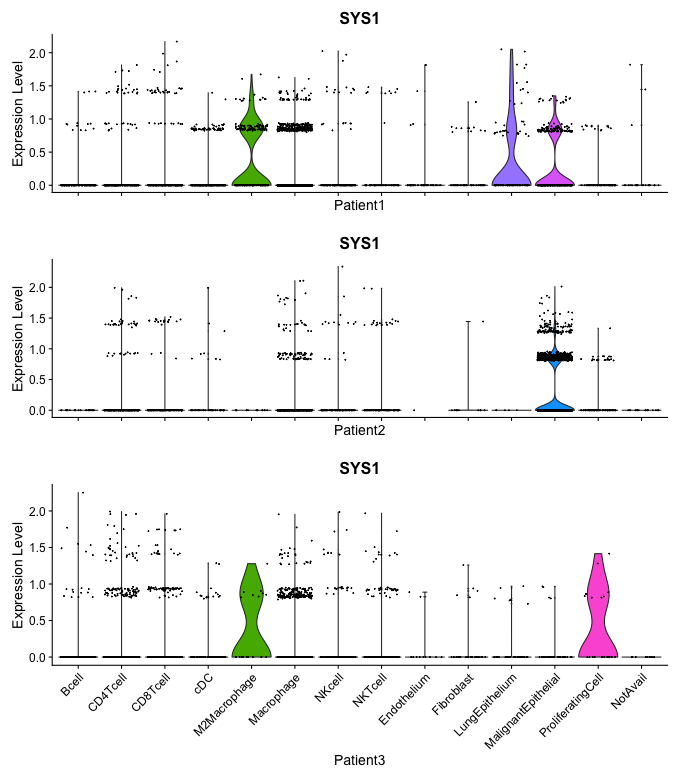 SYS1
Expression Level
2.0
1.5
1.0
0.5
0.0
Patient1
SYS1
Expression Level
2.0
1.5
1.0
0.5
0.0
Patient2
SYS1
Expression Level
2.0
1.5
1.0
0.5
0.0
Bcell
CD4Tcell
CD8Tcell
cDC
M2Macrophage
Macrophage
NKcell
NKTcell
Endothelium
Fibroblast
LungEpithelium
MalignantEpithelial
ProliferatingCell
NotAvail
Patient3